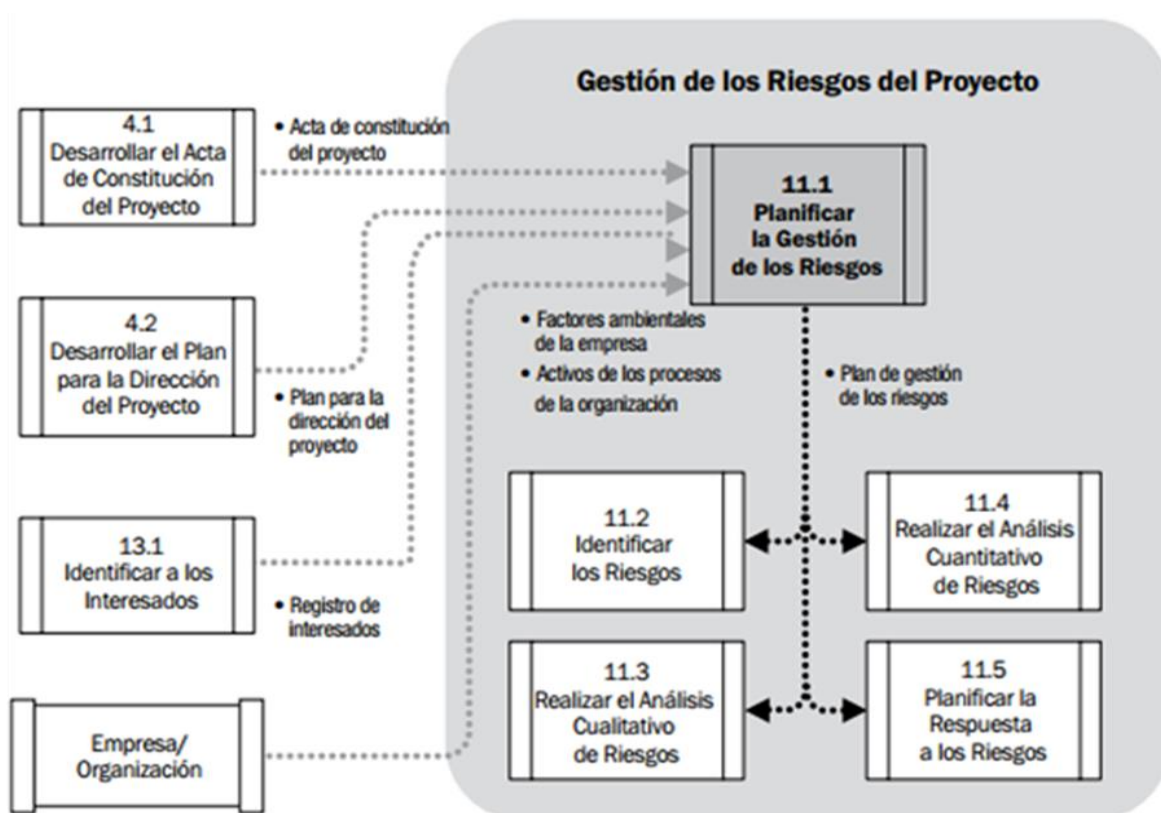 Gestión de los Riesgos del Proyecto
4.1
Desarrollar el Acta
de Constitución
del Proyecto
• Acta de constitución
del proyecto
11.1
Planificar
la Gestión
de los Riesgos
4.2
Desarrollar el Plan
para la Dirección
del Proyecto
• Plan para la
dirección del
proyecto
• Factores ambientales
de la empresa
• Activos de los procesos
de la organización
• Plan de gestión
de los riesgos
13.1
Identificar a los
Interesados
• Registro de
interesados
11.2
Identificar
los Riesgos
11.4
Realizar el Análisis
Cuantitativo
de Riesgos
11.3
Realizar el Análisis
Cualitativo
de Riesgos
11.5
Planificar la
Respuesta
a los Riesgos
Empresa/
Organización